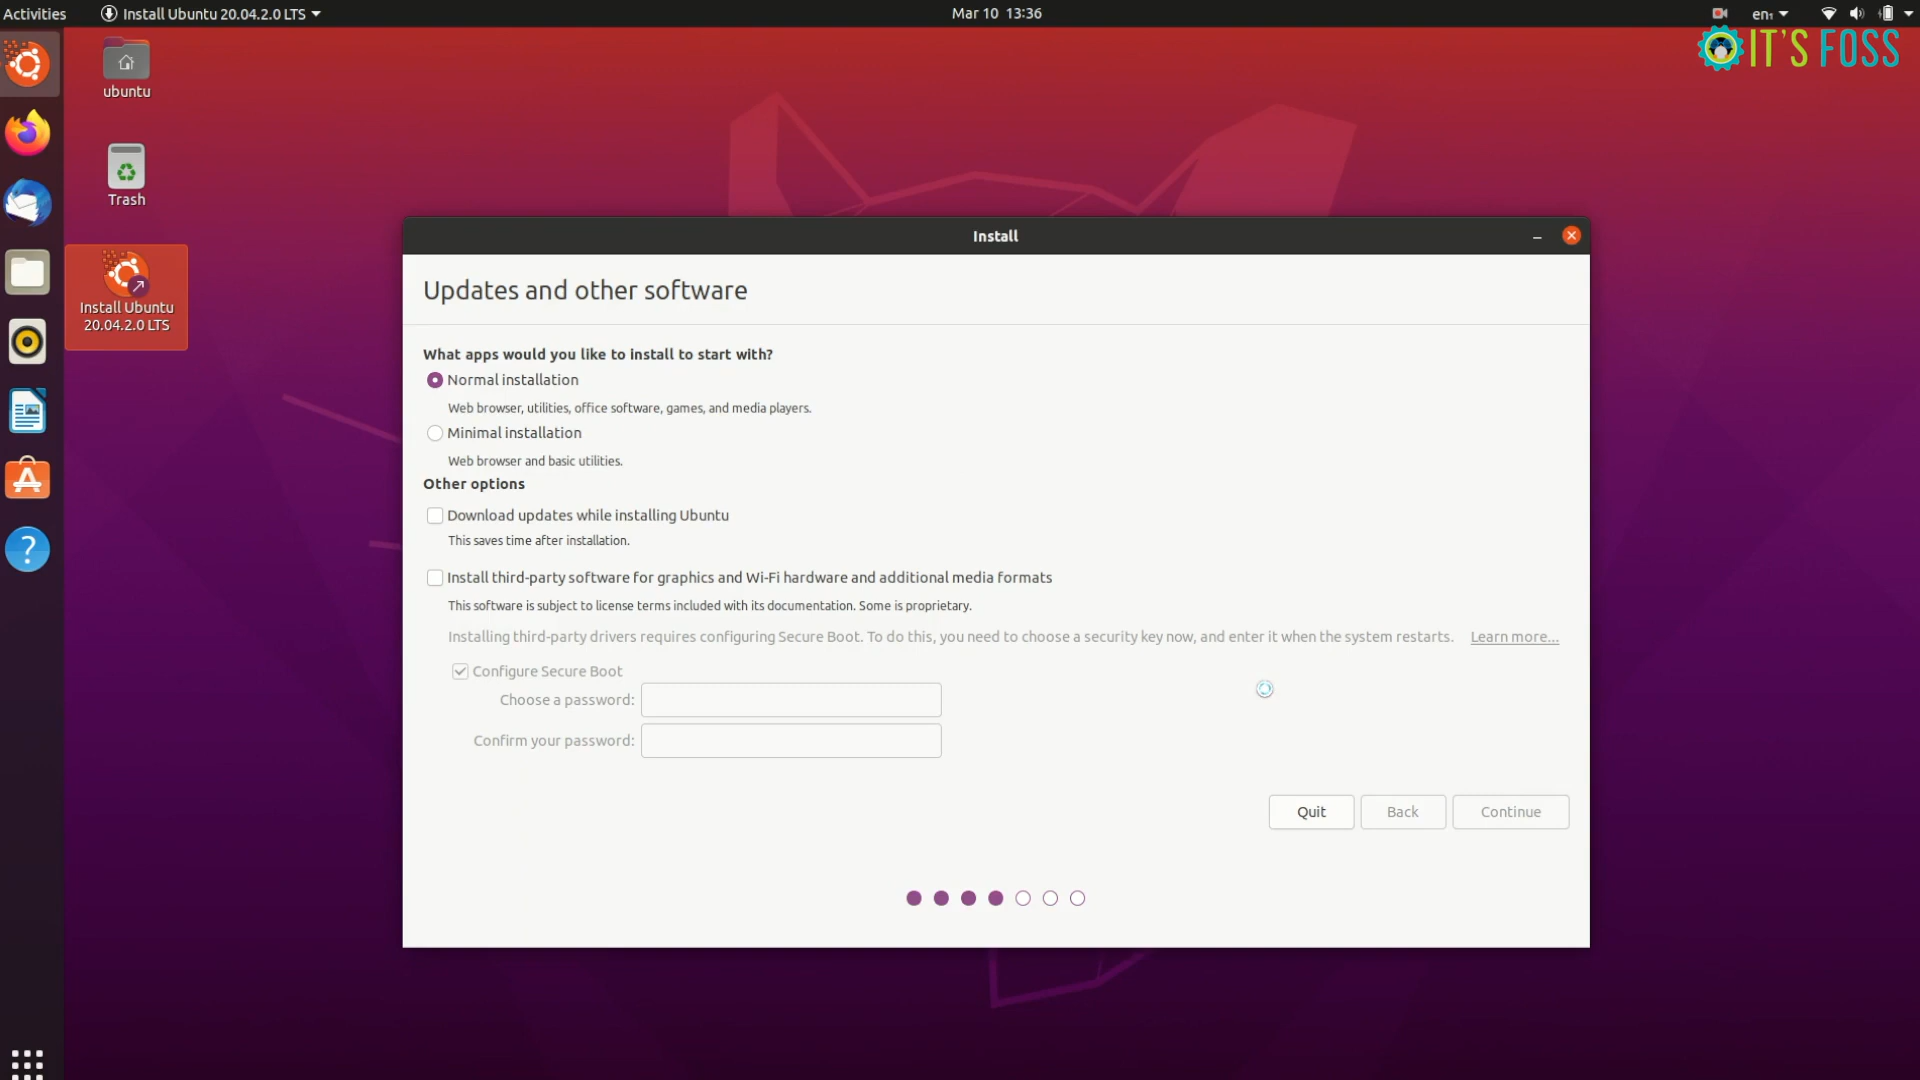 Activities
Install Ubuntu 20.04.2.0 LTS
Mar 10 13:36
en₁
IT'S FOSS
ubuntu
Trash
Install Ubuntu
20.04.2.0 LTS
Install
Updates and other software
What apps would you like to install to start with?
Normal installation
Web browser, utilities, office software, games, and media players.
Minimal installation
Web browser and basic utilities.
Other options
Download updates while installing Ubuntu
This saves time after installation.
Install third-party software for graphics and Wi-Fi hardware and additional media formats
This software is subject to license terms included with its documentation. Some is proprietary.
Installing third-party drivers requires configuring Secure Boot. To do this, you need to choose a security key now, and enter it when the system restarts. Learn more...
Configure Secure Boot
Choose a password:
Confirm your password:
Quit
Back
Continue